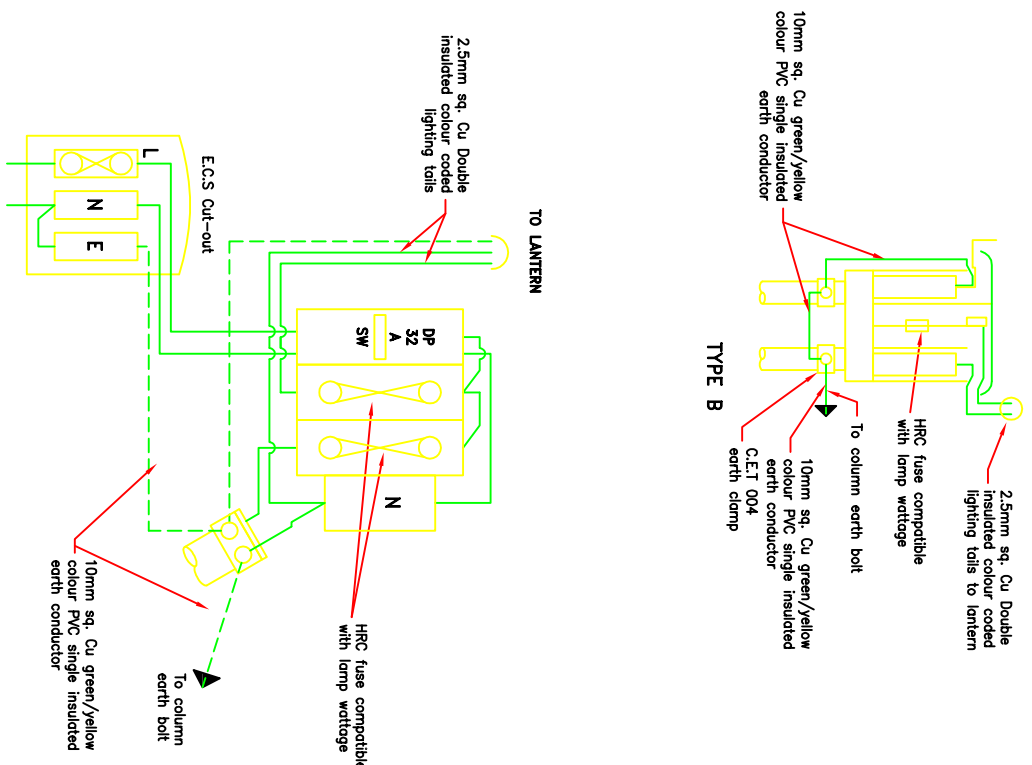 10mm sq. Cu green/yellow
colour PVC single insulated
earth conductor
2.5mm sq. Cu Double
insulated colour coded
lighting tails to lantern
HRC fuse compatible
with lamp wattage
To column earth bolt
10mm sq. Cu green/yellow
colour PVC single insulated
earth conductor
C.E.T 004
earth clamp
TYPE B
2.5mm sq. Cu Double
insulated colour coded
lighting tails
TO LANTERN
E.C.S Cut-out
L
N
E
DP
32
A
SW
N
HRC fuse compatible
with lamp wattage
To column
earth bolt
10mm sq. Cu green/yellow
colour PVC single insulated
earth conductor